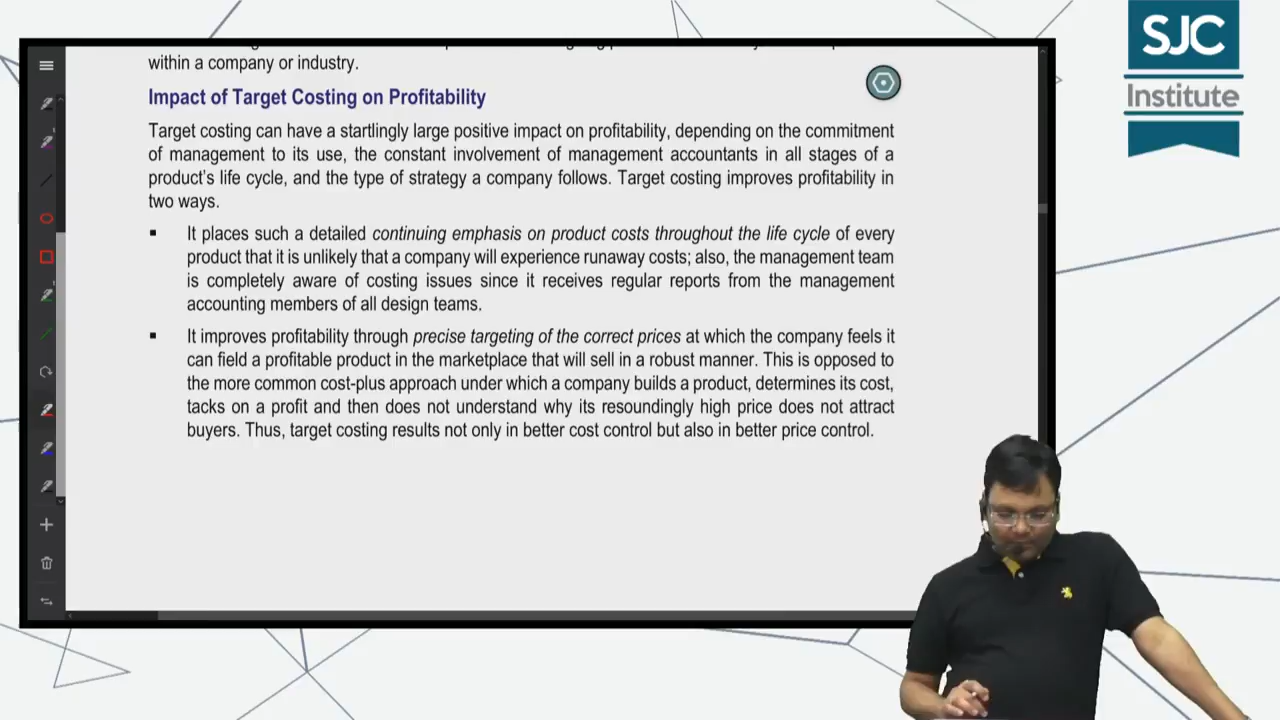 within a company or industry.
Impact of Target Costing on Profitability
Target costing can have a startlingly large positive impact on profitability, depending on the commitment
of management to its use, the constant involvement of management accountants in all stages of a
product's life cycle, and the type of strategy a company follows. Target costing improves profitability in
two ways.
▪ It places such a detailed continuing emphasis on product costs throughout the life cycle of every
product that it is unlikely that a company will experience runaway costs; also, the management team
is completely aware of costing issues since it receives regular reports from the management
accounting members of all design teams.
▪ It improves profitability through precise targeting of the correct prices at which the company feels it
can field a profitable product in the marketplace that will sell in a robust manner. This is opposed to
the more common cost-plus approach under which a company builds a product, determines its cost,
tacks on a profit and then does not understand why its resoundingly high price does not attract
buyers. Thus, target costing results not only in better cost control but also in better price control.
SJC
Institute